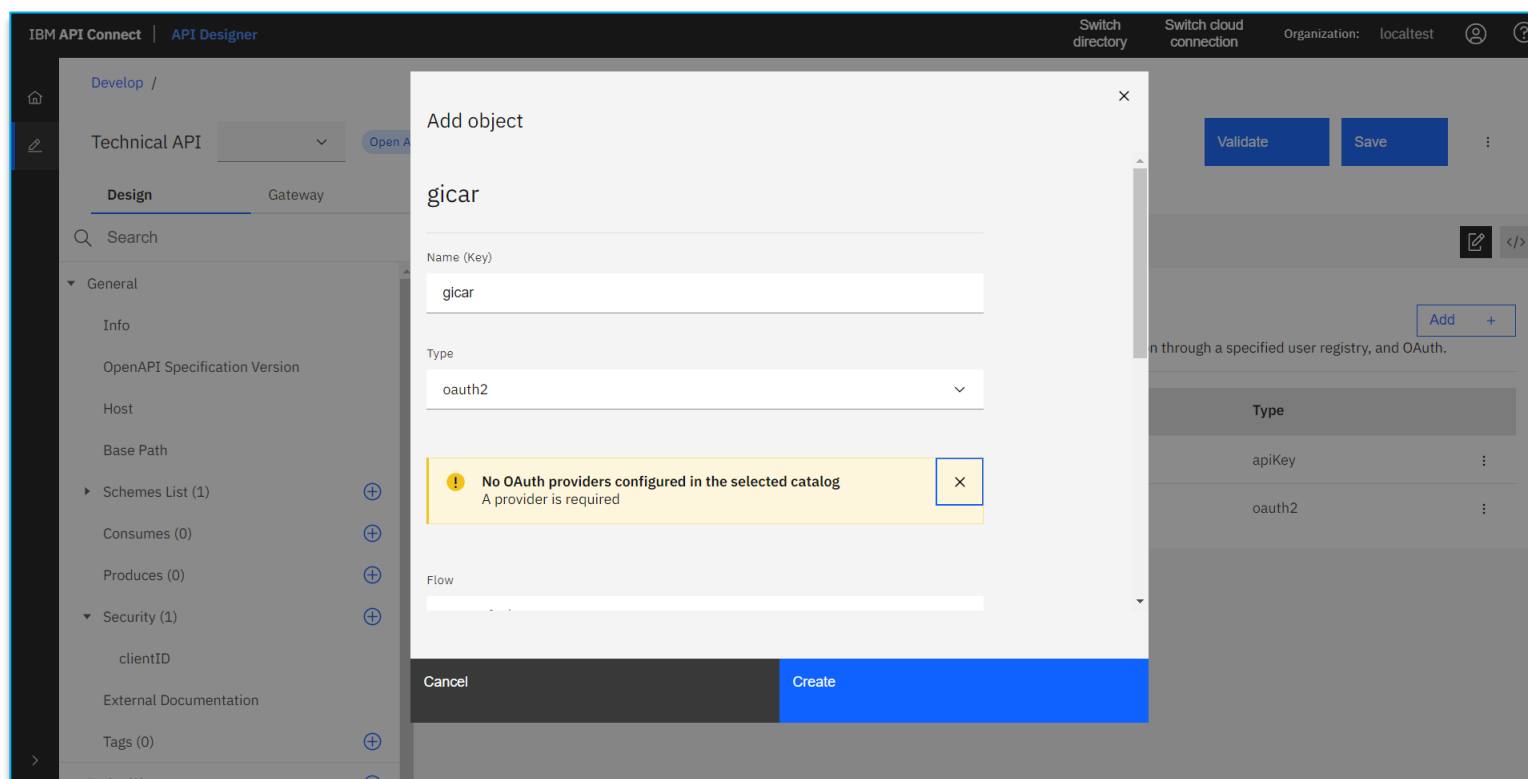 IBM API Connect | API Designer
Switch directory
Switch cloud connection
Organization: localtest
Develop /
Technical API
Open A
Validate
Save
Design
Gateway
Search
General
Info
OpenAPI Specification Version
Host
Base Path
Schemes List (1)
Consumes (0)
Produces (0)
Security (1)
clientID
External Documentation
Tags (0)
Add object
gicar
Name (Key)
gicar
Type
oauth2
No OAuth providers configured in the selected catalog
A provider is required
Flow
Cancel
Create
Add +
n through a specified user registry, and OAuth.
Type
apiKey
oauth2